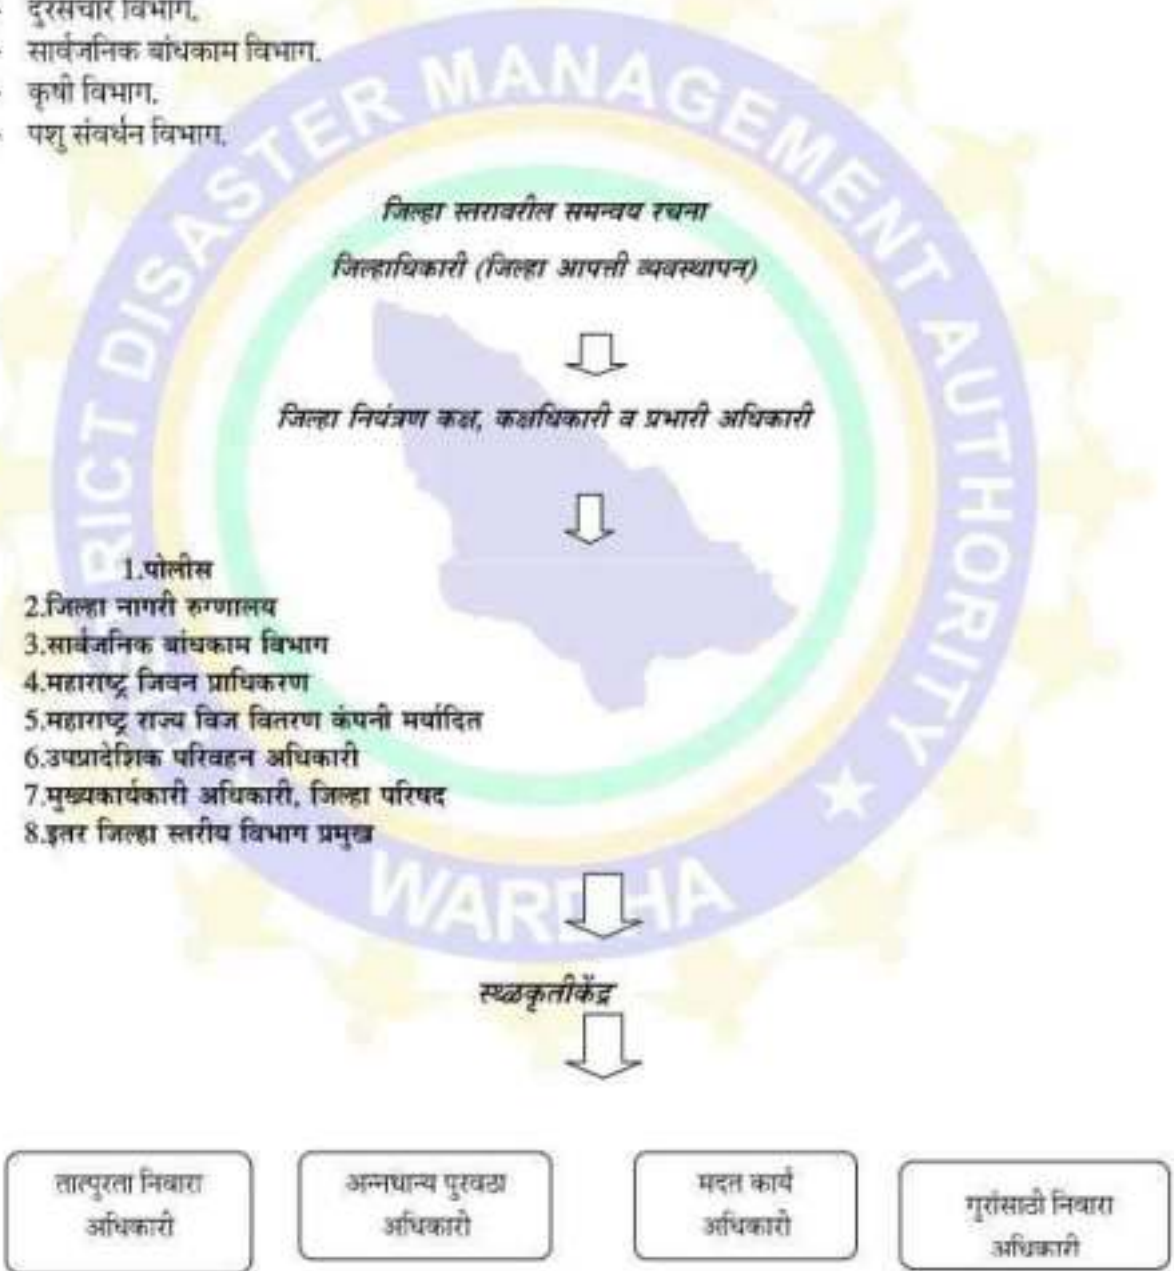 दुरसंचार विभाग.
सार्वजनिक बांधकाम विभाग.
कृषी विभाग.
पशु संवर्धन विभाग.
जिल्हा स्तरावरील समन्वय रचना
जिल्हाधिकारी (जिल्हा आपत्ती व्यवस्थापन)
जिल्हा नियंत्रण कक्ष, कक्षधिकारी व प्रभारी अधिकारी
1.पोलीस
2.जिल्हा नागरी रुग्णालय
3.सार्वजनिक बांधकाम विभाग
4.महाराष्ट्र जिवन प्राधिकरण
5.महाराष्ट्र राज्य विज वितरण कंपनी मर्यादित
6.उपप्रादेशिक परिवहन अधिकारी
7.मुख्यकार्यकारी अधिकारी, जिल्हा परिषद
8.इतर जिल्हा स्तरीय विभाग प्रमुख
स्थ्ळकृतीकेंद्र
तात्पुरता निवारा
अधिकारी
अन्नधान्य पुरवठा
अधिकारी
मदत कार्य
अधिकारी
गुरांसाठी निवारा
अधिकारी
RICT DISASTER MANAGEMENT AUTHORITY
WARDHA